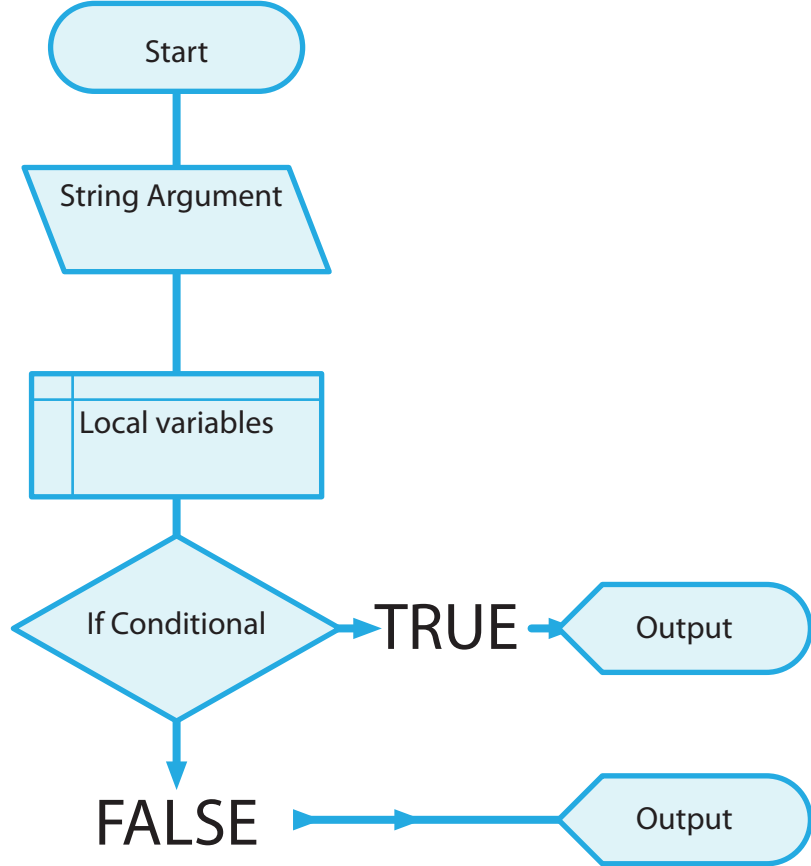 Start
String Argument
Local variables
If Conditional
TRUE
Output
FALSE
Output